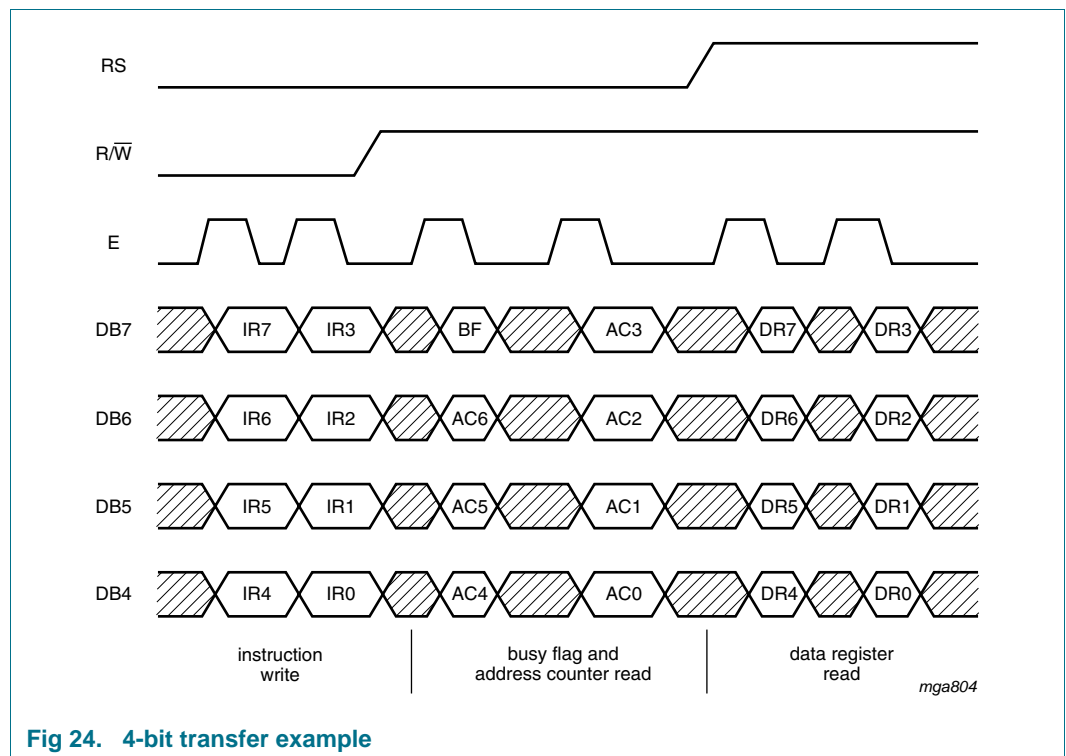 RS
R/W̅
E
DB7 IR7 IR3 BF AC3 DR7 DR3
DB6 IR6 IR2 AC6 AC2 DR6 DR2
DB5 IR5 IR1 AC5 AC1 DR5 DR1
DB4 IR4 IR0 AC4 AC0 DR4 DR0
instruction
write
busy flag and
address counter read
data register
read
mga804
Fig 24. 4-bit transfer example